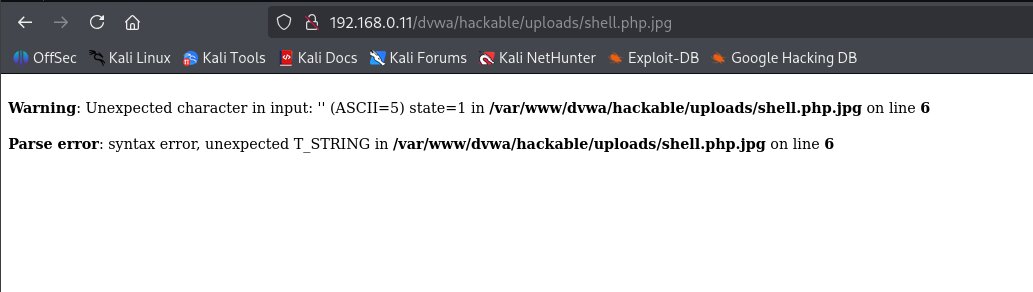 192.168.0.11/dvwa/hackable/uploads/shell.php.jpg
OffSec Kali Linux Kali Tools Kali Docs Kali Forums Kali NetHunter Exploit-DB Google Hacking DB
Warning: Unexpected character in input: '' (ASCII=5) state=1 in /var/www/dvwa/hackable/uploads/shell.php.jpg on line 6
Parse error: syntax error, unexpected T_STRING in /var/www/dvwa/hackable/uploads/shell.php.jpg on line 6